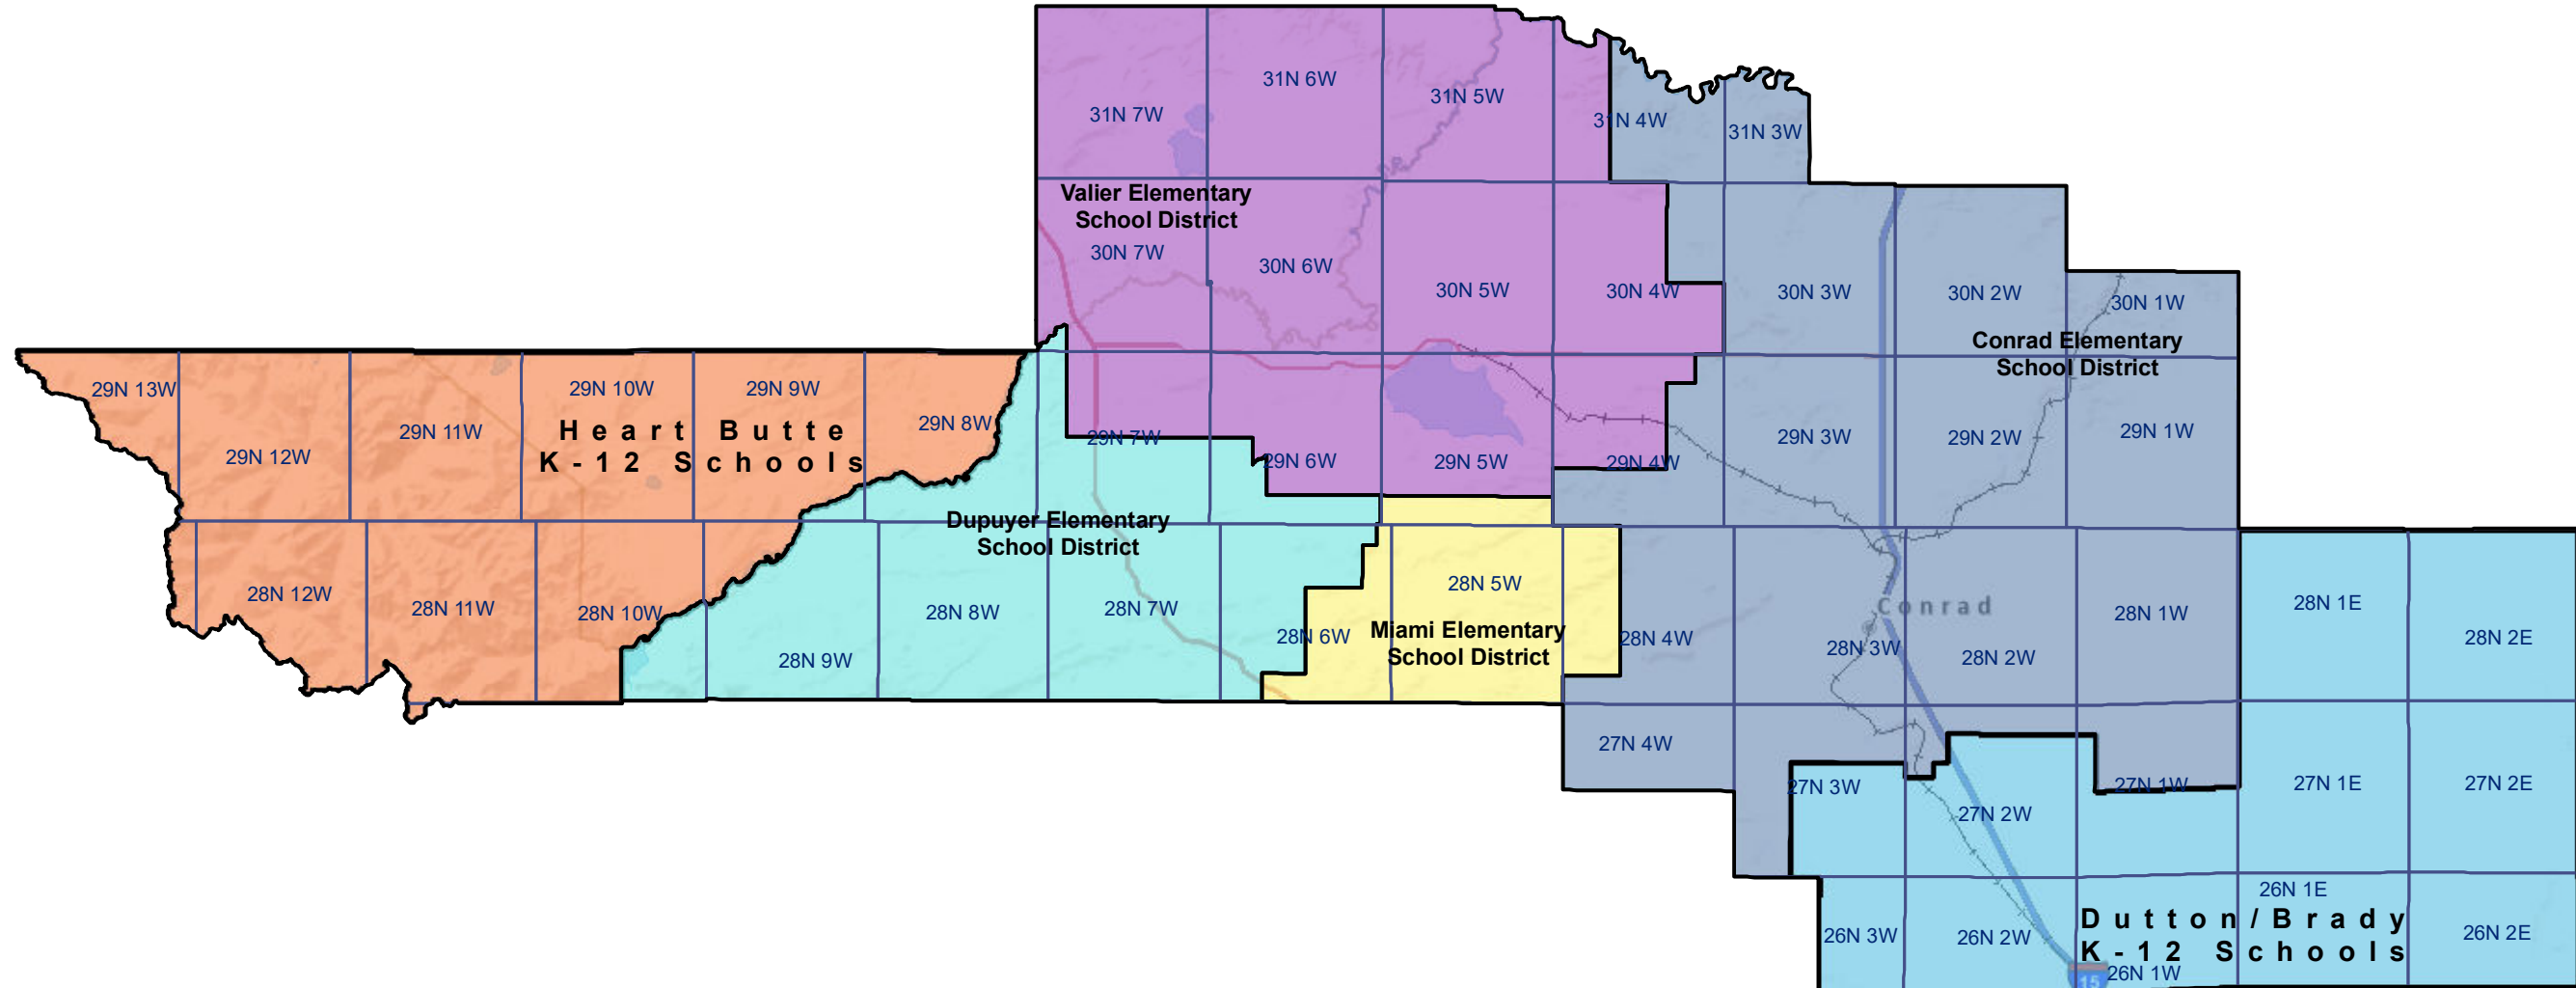 31N 6W
31N 5W
31N 7W
31N 4W
31N 3W
Valier Elementary
School District
30N 7W
30N 6W
30N 5W
30N 4W
30N 3W
30N 2W
30N 1W
Conrad Elementary
School District
29N 13W
29N 12W
29N 11W
29N 10W
29N 9W
29N 8W
Heart Butte
K-12 Schools
29N 7W
29N 6W
29N 5W
29N 4W
29N 3W
29N 2W
29N 1W
Dupuyer Elementary
School District
28N 12W
28N 11W
28N 10W
28N 9W
28N 8W
28N 7W
28N 6W
28N 5W
Miami Elementary
School District
28N 4W
Conrad
28N 3W
28N 2W
28N 1W
28N 1E
28N 2E
27N 4W
27N 3W
27N 2W
27N 1W
27N 1E
27N 2E
26N 3W
26N 2W
26N 1E
Dutton/Brady
K-12 Schools
26N 2E
15
26N 1W